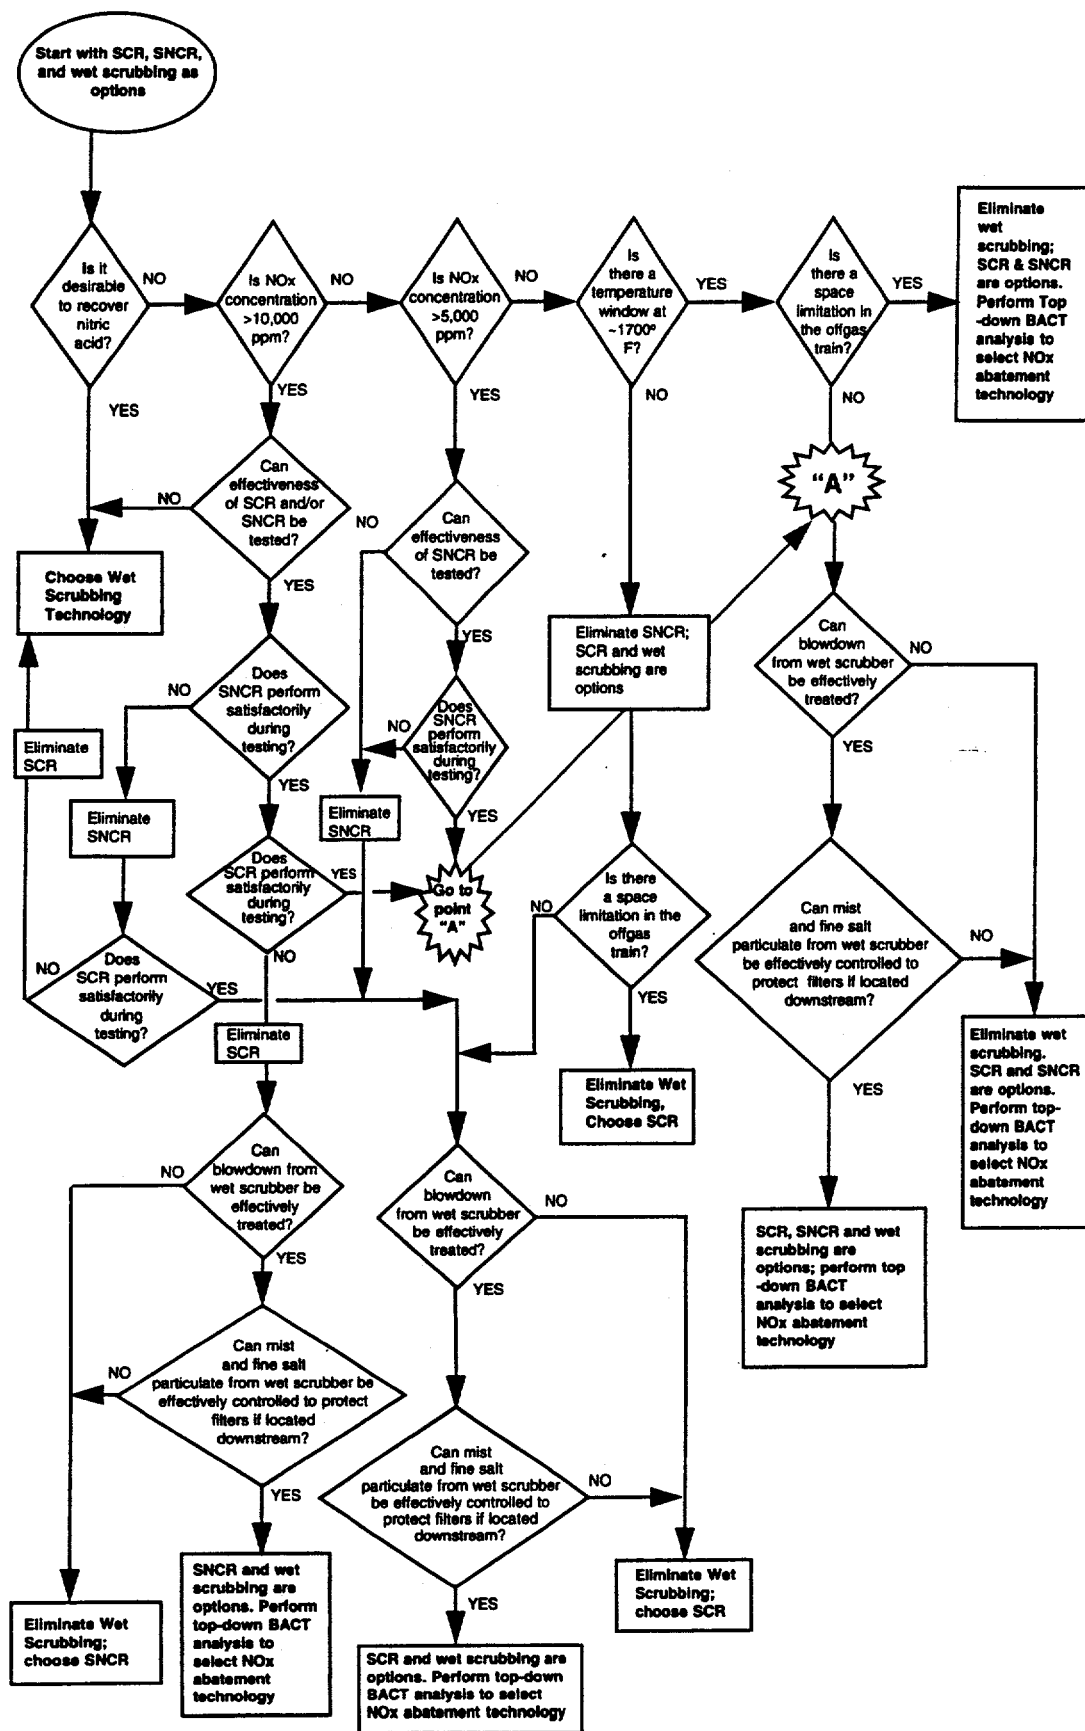 Start with SCR, SNCR,
and wet scrubbing as
options
Is it
desirable
to recover
nitric
acid?
NO
YES
Is NOx
concentration
>10,000
ppm?
NO
YES
Is NOx
concentration
>5,000
ppm?
NO
YES
Is
there a
temperature
window at
~1700º
F?
YES
NO
Is
there a
space
limitation in
the offgas
train?
YES
NO
Eliminate
wet
scrubbing;
SCR & SNCR
are options.
Perform Top
-down BACT
analysis to
select NOx
abatement
technology
Can
effectiveness
of SCR and/or
SNCR be
tested?
NO
YES
Can
effectiveness
of SNCR be
tested?
NO
YES
"A"
Choose Wet
Scrubbing
Technology
Eliminate SNCR;
SCR and wet
scrubbing are
options
Can
blowdown
from wet scrubber
be effectively
treated?
NO
YES
Does
SNCR perform
satisfactorily
during
testing?
NO
YES
Does
SNCR
perform
satisfactorily
during
testing?
NO
YES
Eliminate
SCR
Eliminate
SNCR
Eliminate
SNCR
Does
SCR perform
satisfactorily
during
testing?
YES
NO
Go to
point
"A"
Is there
a space
limitation in the
offgas
train?
NO
YES
Can mist
and fine salt
particulate from wet scrubber
be effectively controlled to
protect filters if located
downstream?
NO
YES
Does
SCR perform
satisfactorily
during
testing?
NO
YES
Eliminate
SCR
Eliminate Wet
Scrubbing,
Choose SCR
Eliminate wet
scrubbing.
SCR and SNCR
are options.
Perform top-
down BACT
analysis to
select NOx
abatement
technology
Can
blowdown from
wet scrubber be
effectively
treated?
NO
YES
Can
blowdown
from wet scrubber
be effectively
treated?
NO
YES
SCR, SNCR and wet
scrubbing are
options; perform top
-down BACT
analysis to select
NOx abatement
technology
Can mist
and fine salt
particulate from wet scrubber be
effectively controlled to protect
filters if located
downstream?
NO
YES
Can mist
and fine salt
particulate from wet scrubber
be effectively controlled to
protect filters if located
downstream?
NO
YES
Eliminate Wet
Scrubbing;
choose SNCR
SNCR and wet
scrubbing are
options. Perform
top-down BACT
analysis to
select NOx
abatement
technology
SCR and wet scrubbing are
options. Perform top-down
BACT analysis to select
NOx abatement technology
Eliminate Wet
Scrubbing;
choose SCR